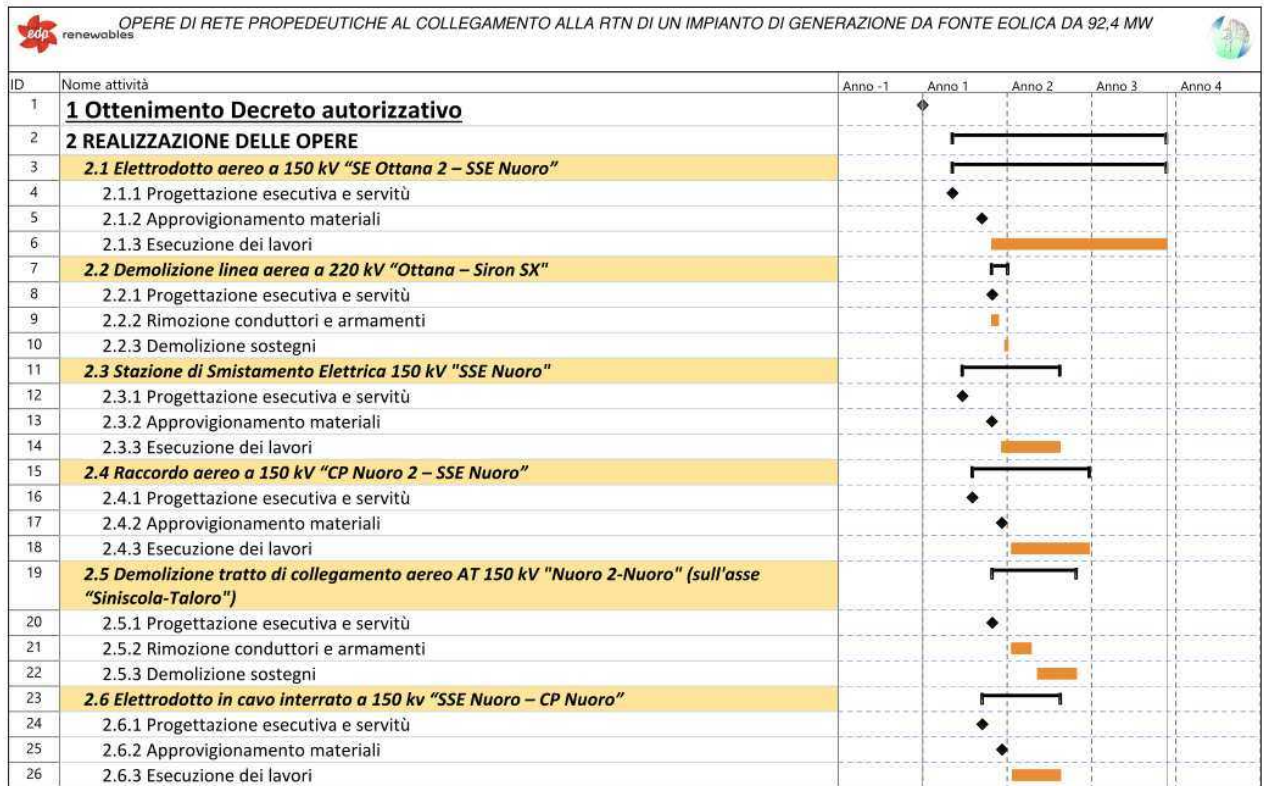 OPERE DI RETE PROPEDEUTICHE AL COLLEGAMENTO ALLA RTN DI UN IMPIANTO DI GENERAZIONE DA FONTE EOLICA DA 92,4 MW
edp renewables
ID Nome attività Anno -1 Anno 1 Anno 2 Anno 3 Anno 4
1 1 Ottenimento Decreto autorizzativo
2 2 REALIZZAZIONE DELLE OPERE
3 2.1 Elettrodotto aereo a 150 kV “SE Ottana 2 – SSE Nuoro”
4 2.1.1 Progettazione esecutiva e servitù
5 2.1.2 Approvigionamento materiali
6 2.1.3 Esecuzione dei lavori
7 2.2 Demolizione linea aerea a 220 kV “Ottana – Siron SX"
8 2.2.1 Progettazione esecutiva e servitù
9 2.2.2 Rimozione conduttori e armamenti
10 2.2.3 Demolizione sostegni
11 2.3 Stazione di Smistamento Elettrica 150 kV "SSE Nuoro"
12 2.3.1 Progettazione esecutiva e servitù
13 2.3.2 Approvigionamento materiali
14 2.3.3 Esecuzione dei lavori
15 2.4 Raccordo aereo a 150 kV “CP Nuoro 2 – SSE Nuoro”
16 2.4.1 Progettazione esecutiva e servitù
17 2.4.2 Approvigionamento materiali
18 2.4.3 Esecuzione dei lavori
19 2.5 Demolizione tratto di collegamento aereo AT 150 kV "Nuoro 2-Nuoro" (sull'asse
“Siniscola-Taloro")
20 2.5.1 Progettazione esecutiva e servitù
21 2.5.2 Rimozione conduttori e armamenti
22 2.5.3 Demolizione sostegni
23 2.6 Elettrodotto in cavo interrato a 150 kv “SSE Nuoro – CP Nuoro”
24 2.6.1 Progettazione esecutiva e servitù
25 2.6.2 Approvigionamento materiali
26 2.6.3 Esecuzione dei lavori